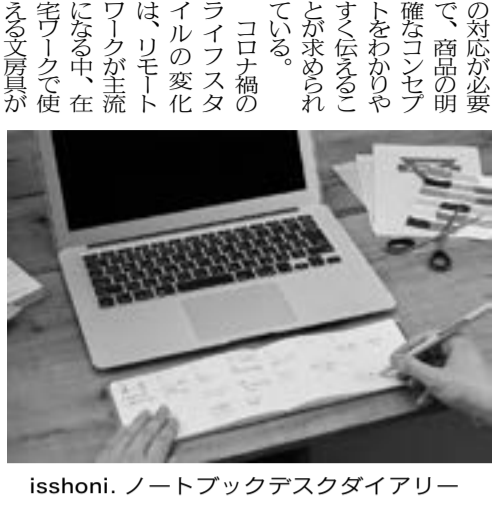 の対応が必要
で、商品の明
確なコンセプ
トをわかりや
すく伝えるこ
とが求められ
ている。
コロナ禍の
ライフスタ
イルの変化
は、リモート
ワークが主流
になる中、在
宅ワークで使
える文房具が
isshoni. ノートブックデスクダイアリー